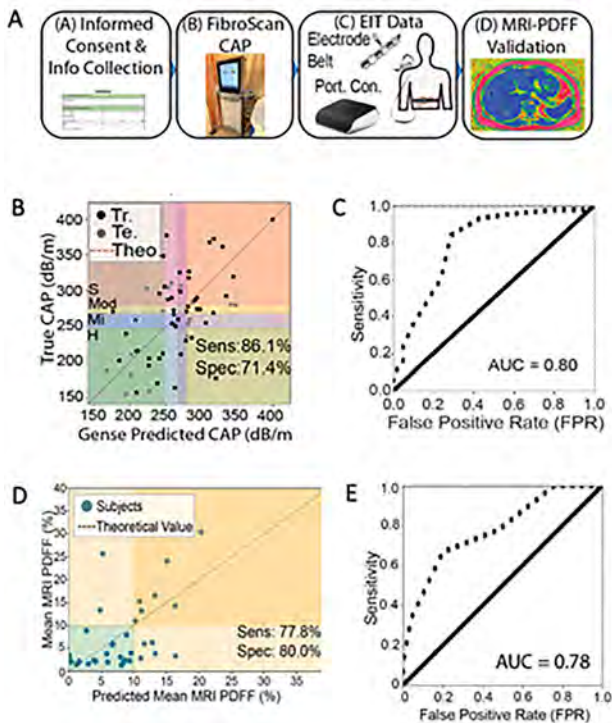 A
(A) Informed
Consent &
Info Collection
(B) FibroScan
CAP
(C) EIT Data
Electrode
Belt
Port. Con.
(D) MRI-PDFF
Validation
B
True CAP (dB/m)
400
350
300
250
200
150
Tr.
Te.
Theo
S
Mod
Mi
H
Sens:86.1%
Spec:71.4%
150 200 250 300 350 400
Gense Predicted CAP (dB/m
C
Sensitivity
1.0
0.8
0.6
0.4
0.2
0.0
AUC = 0.80
0.0 0.2 0.4 0.6 0.8 1.0
False Positive Rate (FPR)
D
Mean MRI PDFF (%)
40
35
30
25
20
15
10
5
0
Subjects
Theoretical Value
Sens: 77.8%
Spec: 80.0%
0 5 10 15 20 25 30 35
Predicted Mean MRI PDFF (%)
E
Sensitivity
1.0
0.8
0.6
0.4
0.2
0.0
AUC = 0.78
0.0 0.2 0.4 0.6 0.8 1.0
False Positive Rate (FPR)